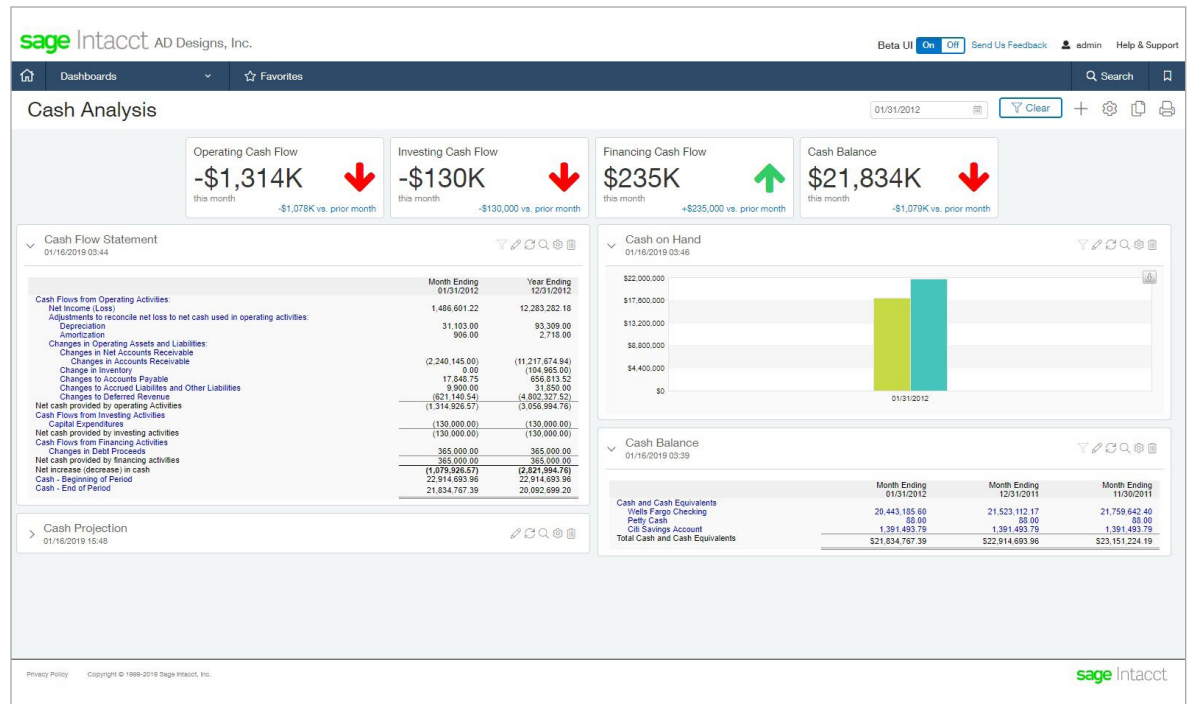 sage Intacct AD Designs, Inc.
Beta UI On Off Send Us Feedback admin Help & Support
Dashboards Favorites Search
Cash Analysis 01/31/2012 Clear
Operating Cash Flow
-$1,314K
this month
-$1,078K vs. prior month
Investing Cash Flow
-$130K
this month
-$130,000 vs. prior month
Financing Cash Flow
$235K
this month
+$235,000 vs. prior month
Cash Balance
$21,834K
this month
-$1,079K vs. prior month
Cash Flow Statement
01/16/2019 03:44
Month Ending Year Ending
01/31/2012 12/31/2012
Cash Flows from Operating Activities:
Net Income (Loss) 1,486,601.22 12,283,282.18
Adjustments to reconcile net loss to net cash used in operating activities:
Depreciation 31,103.00 93,309.00
Amortization 906.00 2,718.00
Changes in Operating Assets and Liabilities:
Changes in Net Accounts Receivable
Changes in Accounts Receivable (2,240,145.00) (11,217,674.94)
Change in Inventory 0.00 (104,965.00)
Changes to Accounts Payable 17,848.75 656,813.52
Changes to Accrued Liabilites and Other Liabilities 9,900.00 31,850.00
Changes to Deferred Revenue (621,140.54) (4,802,327.52)
Net cash provided by operating Activities (1,314,926.57) (3,056,994.76)
Cash Flows from Investing Activities
Capital Expenditures (130,000.00) (130,000.00)
Net cash provided by investing activities (130,000.00) (130,000.00)
Cash Flows from Financing Activities
Changes in Debt Proceeds 365,000.00 365,000.00
Net cash provided by financing activities 365,000.00 365,000.00
Net increase (decrease) in cash (1,079,926.57) (2,821,994.76)
Cash - Beginning of Period 22,914,693.96 22,914,693.96
Cash - End of Period 21,834,767.39 20,092,699.20
Cash Projection
01/16/2019 15:48
Cash on Hand
01/16/2019 03:46
$22,000,000
$17,600,000
$13,200,000
$8,800,000
$4,400,000
$0
01/31/2012
Cash Balance
01/16/2019 03:39
Month Ending Month Ending Month Ending
01/31/2012 12/31/2011 11/30/2011
Cash and Cash Equivalents
Wells Fargo Checking 20,443,185.60 21,523,112.17 21,759,642.40
Petty Cash 88.00 88.00 88.00
Citi Savings Account 1,391,493.79 1,391,493.79 1,391,493.79
Total Cash and Cash Equivalents $21,834,767.39 $22,914,693.96 $23,151,224.19
Privacy Policy Copyright © 1999-2019 Sage Intacct, Inc.
sage Intacct